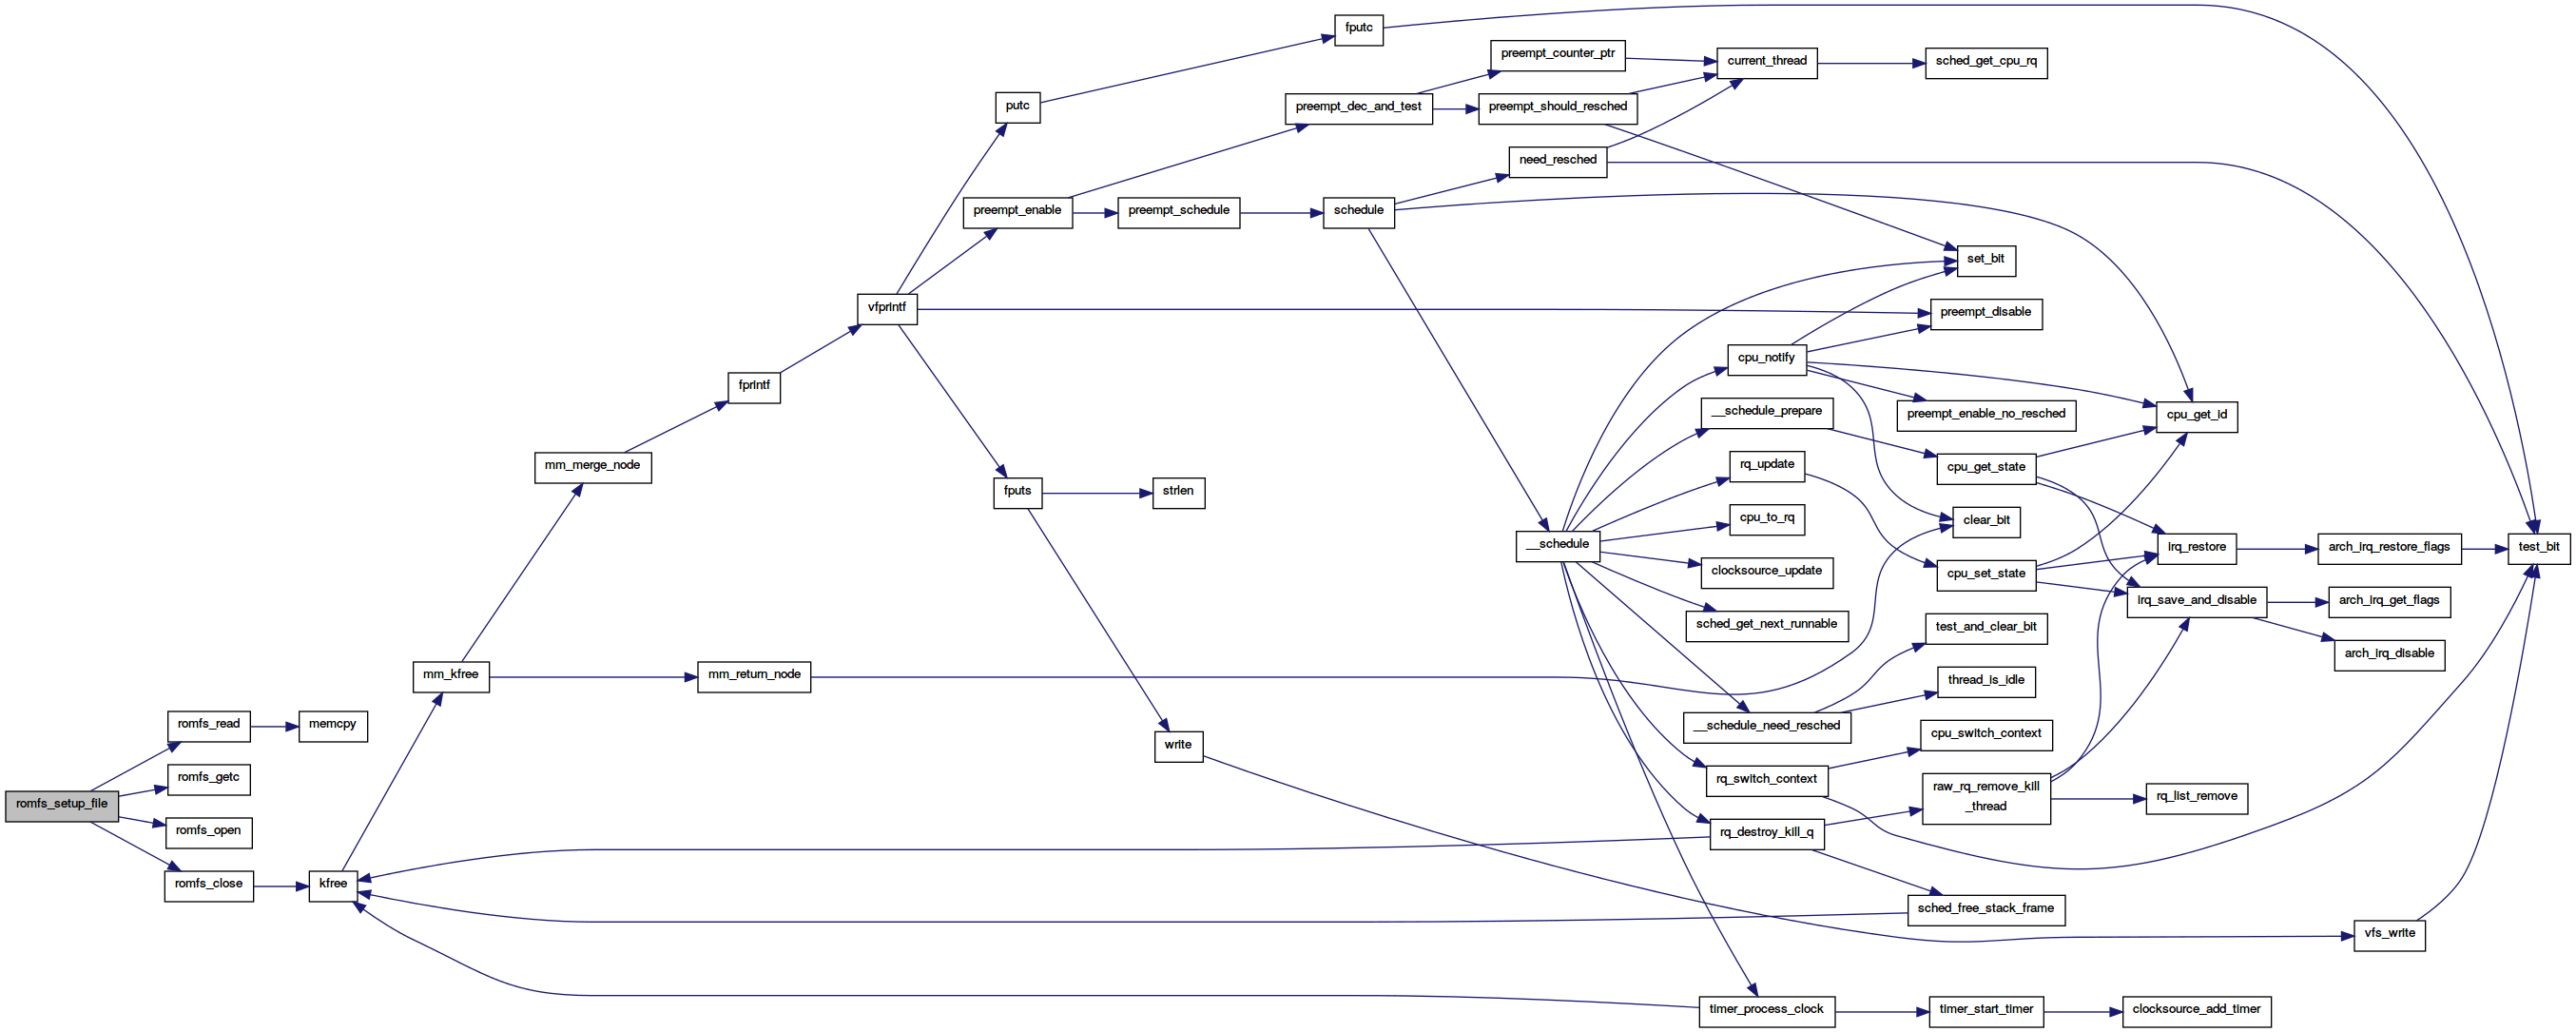 fputc
preempt_counter_ptr
current_thread
sched_get_cpu_rq
putc
preempt_dec_and_test
preempt_should_resched
need_resched
preempt_enable
preempt_schedule
schedule
set_bit
vfprintf
preempt_disable
cpu_notify
fprintf
__schedule_prepare
preempt_enable_no_resched
cpu_get_id
mm_merge_node
rq_update
cpu_get_state
fputs
strlen
cpu_to_rq
clear_bit
__schedule
irq_restore
arch_irq_restore_flags
test_bit
clocksource_update
cpu_set_state
irq_save_and_disable
arch_irq_get_flags
sched_get_next_runnable
test_and_clear_bit
arch_irq_disable
mm_kfree
mm_return_node
thread_is_idle
romfs_read
memcpy
__schedule_need_resched
cpu_switch_context
write
romfs_getc
rq_switch_context
raw_rq_remove_kill
_thread
rq_list_remove
romfs_setup_file
romfs_open
rq_destroy_kill_q
romfs_close
kfree
sched_free_stack_frame
vfs_write
timer_process_clock
timer_start_timer
clocksource_add_timer